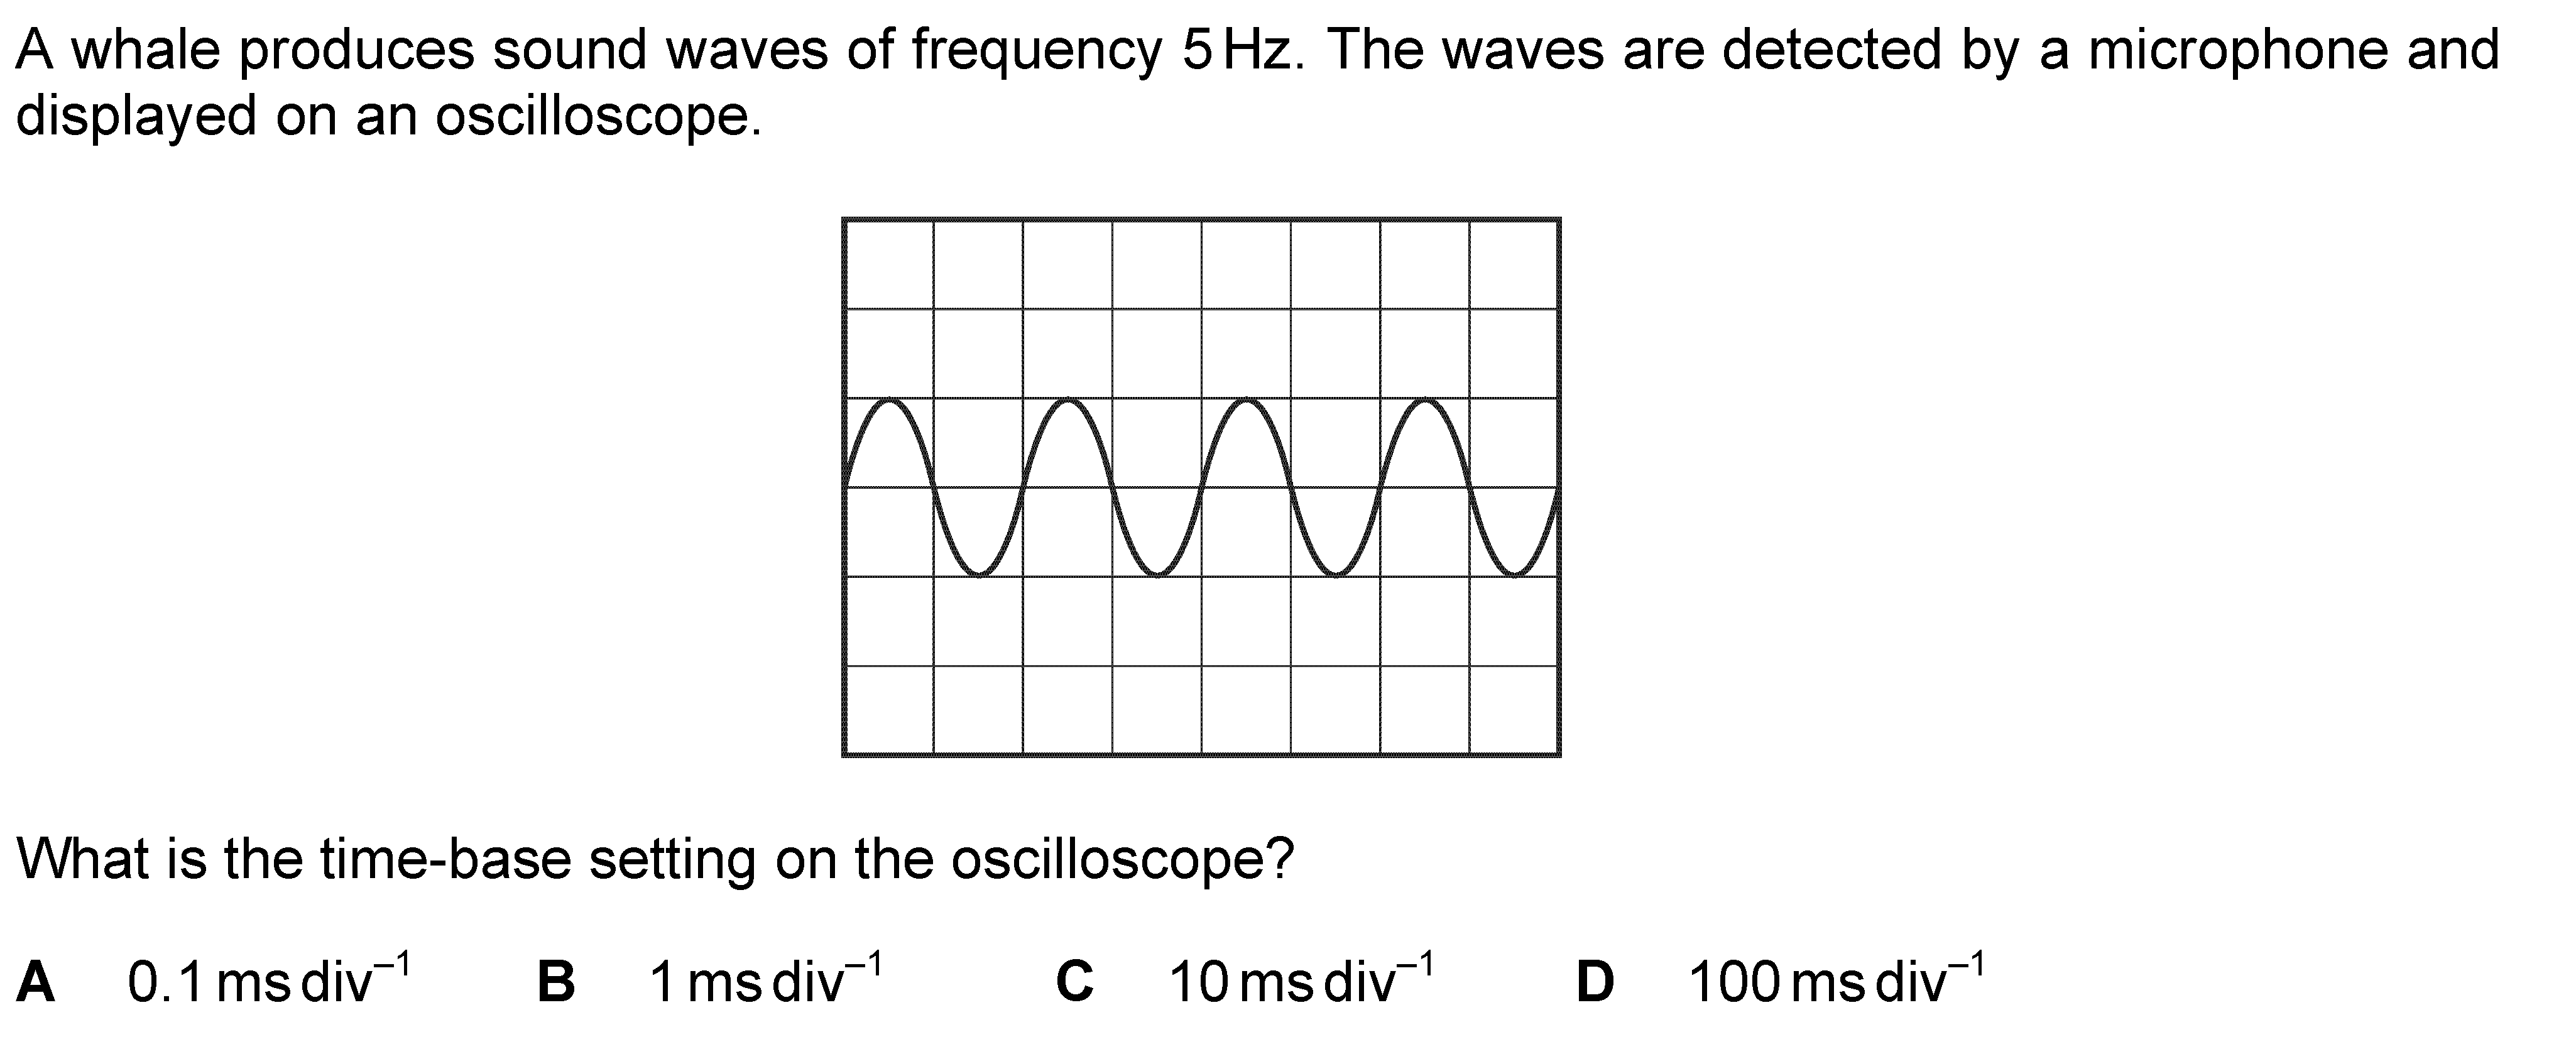 A whale produces sound waves of frequency 5 Hz. The waves are detected by a microphone and
displayed on an oscilloscope.
What is the time-base setting on the oscilloscope?
A 0.1 ms div⁻¹ B 1 ms div⁻¹ C 10 ms div⁻¹ D 100 ms div⁻¹